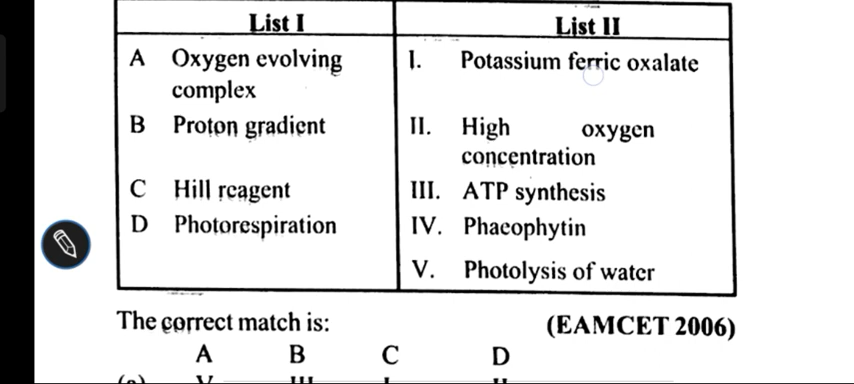 List I List II
A Oxygen evolving I. Potassium ferric oxalate
complex
B Proton gradient II. High oxygen
concentration
C Hill reagent III. ATP synthesis
D Photorespiration IV. Phaeophytin
V. Photolysis of water
The correct match is: (EAMCET 2006)
A B C D